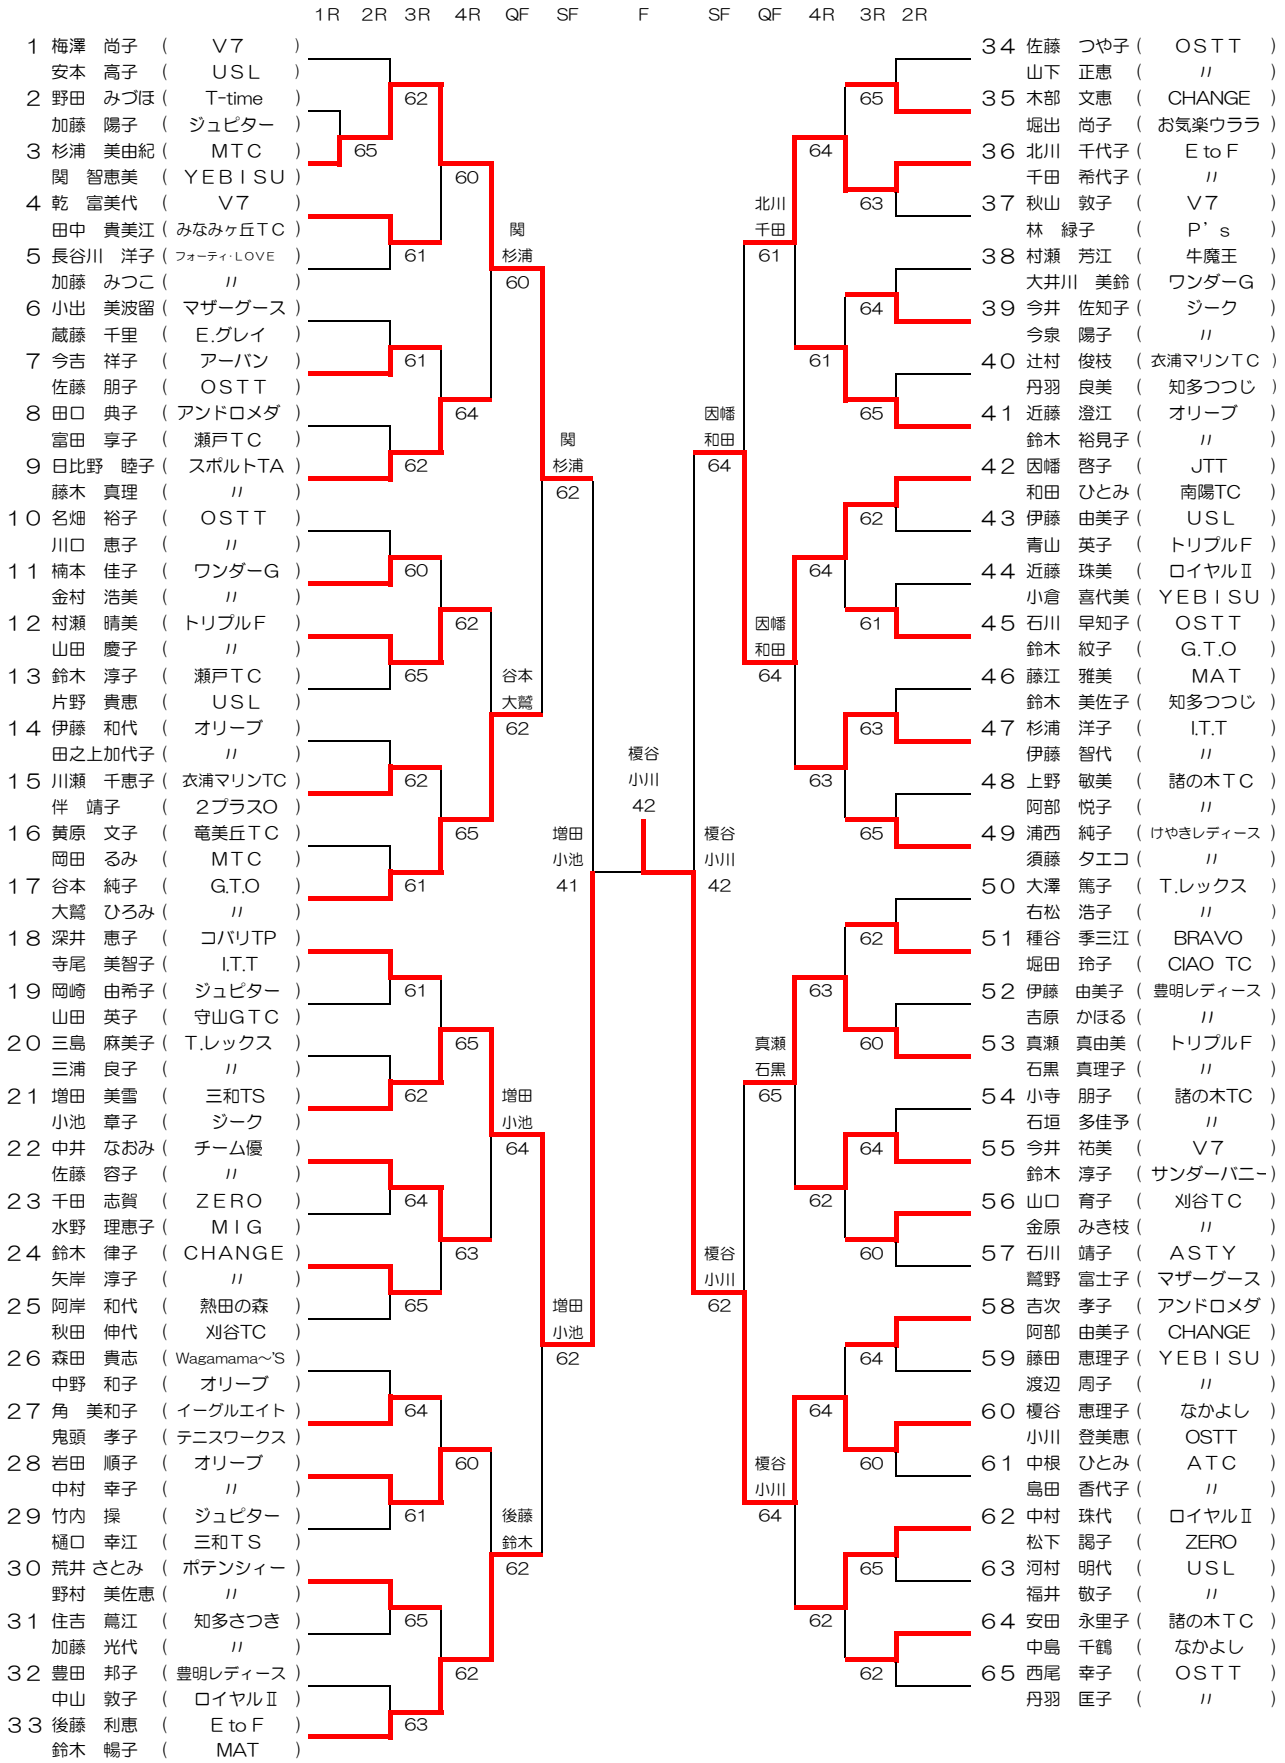 1R 2R 3R 4R QF SF F SF QF 4R 3R 2R
1 梅澤 尚子 ( V7 )
安本 高子 ( USL )
2 野田 みづほ ( T-time )
加藤 陽子 ( ジュピター )
3 杉浦 美由紀 ( MTC )
関 智恵美 ( YEBISU )
4 乾 富美代 ( V7 )
田中 貴美江 ( みなみヶ丘TC )
5 長谷川 洋子 ( フォーティ・LOVE )
加藤 みつこ ( 〃 )
6 小出 美波留 ( マザーグース )
蔵藤 千里 ( E.グレイ )
7 今吉 祥子 ( アーバン )
佐藤 朋子 ( OSTT )
8 田口 典子 ( アンドロメダ )
富田 享子 ( 瀬戸TC )
9 日比野 睦子 ( スポルトTA )
藤木 真理 ( 〃 )
10 名畑 裕子 ( OSTT )
川口 恵子 ( 〃 )
11 楠本 佳子 ( ワンダーG )
金村 浩美 ( 〃 )
12 村瀬 晴美 ( トリプルF )
山田 慶子 ( 〃 )
13 鈴木 淳子 ( 瀬戸TC )
片野 貴恵 ( USL )
14 伊藤 和代 ( オリーブ )
田之上加代子 ( 〃 )
15 川瀬 千恵子 ( 衣浦マリンTC )
伴 靖子 ( 2プラスO )
16 黄原 文子 ( 竜美丘TC )
岡田 るみ ( MTC )
17 谷本 純子 ( G.T.O )
大鷲 ひろみ ( 〃 )
18 深井 恵子 ( コバリTP )
寺尾 美智子 ( I.T.T )
19 岡崎 由希子 ( ジュピター )
山田 英子 ( 守山GTC )
20 三島 麻美子 ( T.レックス )
三浦 良子 ( 〃 )
21 増田 美雪 ( 三和TS )
小池 章子 ( ジーク )
22 中井 なおみ ( チーム優 )
佐藤 容子 ( 〃 )
23 千田 志賀 ( ZERO )
水野 理恵子 ( MIG )
24 鈴木 律子 ( CHANGE )
矢岸 淳子 ( 〃 )
25 阿岸 和代 ( 熱田の森 )
秋田 伸代 ( 刈谷TC )
26 森田 貴志 ( Wagamama～'S )
中野 和子 ( オリーブ )
27 角 美和子 ( イーグルエイト )
鬼頭 孝子 ( テニスワークス )
28 岩田 順子 ( オリーブ )
中村 幸子 ( 〃 )
29 竹内 操 ( ジュピター )
樋口 幸江 ( 三和TS )
30 荒井 さとみ ( ポテンシィー )
野村 美佐恵 ( 〃 )
31 住吉 蔦江 ( 知多さつき )
加藤 光代 ( 〃 )
32 豊田 邦子 ( 豊明レディース )
中山 敦子 ( ロイヤルⅡ )
33 後藤 利恵 ( E to F )
鈴木 暢子 ( MAT )
65
62
61
61
62
60
65
62
61
61
62
64
65
64
61
65
63
60
64
62
65
65
63
60
62
関
杉浦
60
谷本
大鷲
62
増田
小池
64
後藤
鈴木
62
関
杉浦
62
増田
小池
62
増田
小池
41
榎谷
小川
42
榎谷
小川
42
因幡
和田
64
榎谷
小川
62
北川
千田
61
因幡
和田
64
真瀬
石黒
65
榎谷
小川
64
64
61
64
63
63
62
64
62
65
63
64
65
62
61
63
65
62
60
64
60
64
60
65
62
34 佐藤 つや子 ( OSTT )
山下 正恵 ( 〃 )
35 木部 文恵 ( CHANGE )
堀出 尚子 ( お気楽ウララ )
36 北川 千代子 ( E to F )
千田 希代子 ( 〃 )
37 秋山 敦子 ( V7 )
林 緑子 ( P's )
38 村瀬 芳江 ( 牛魔王 )
大井川 美鈴 ( ワンダーG )
39 今井 佐知子 ( ジーク )
今泉 陽子 ( 〃 )
40 辻村 俊枝 ( 衣浦マリンTC )
丹羽 良美 ( 知多つつじ )
41 近藤 澄江 ( オリーブ )
鈴木 裕見子 ( 〃 )
42 因幡 啓子 ( JTT )
和田 ひとみ ( 南陽TC )
43 伊藤 由美子 ( USL )
青山 英子 ( トリプルF )
44 近藤 珠美 ( ロイヤルⅡ )
小倉 喜代美 ( YEBISU )
45 石川 早知子 ( OSTT )
鈴木 紋子 ( G.T.O )
46 藤江 雅美 ( MAT )
鈴木 美佐子 ( 知多つつじ )
47 杉浦 洋子 ( I.T.T )
伊藤 智代 ( 〃 )
48 上野 敏美 ( 諸の木TC )
阿部 悦子 ( 〃 )
49 浦西 純子 ( けやきレディース )
須藤 タエコ ( 〃 )
50 大澤 篤子 ( T.レックス )
右松 浩子 ( 〃 )
51 種谷 季三江 ( BRAVO )
堀田 玲子 ( CIAO TC )
52 伊藤 由美子 ( 豊明レディース )
吉原 かほる ( 〃 )
53 真瀬 真由美 ( トリプルF )
石黒 真理子 ( 〃 )
54 小寺 朋子 ( 諸の木TC )
石垣 多佳予 ( 〃 )
55 今井 祐美 ( V7 )
鈴木 淳子 ( サンダーバニー )
56 山口 育子 ( 刈谷TC )
金原 みき枝 ( 〃 )
57 石川 靖子 ( ASTY )
鷲野 富士子 ( マザーグース )
58 吉次 孝子 ( アンドロメダ )
阿部 由美子 ( CHANGE )
59 藤田 恵理子 ( YEBISU )
渡辺 周子 ( 〃 )
60 榎谷 恵理子 ( なかよし )
小川 登美恵 ( OSTT )
61 中根 ひとみ ( ATC )
島田 香代子 ( 〃 )
62 中村 珠代 ( ロイヤルⅡ )
松下 謁子 ( ZERO )
63 河村 明代 ( USL )
福井 敬子 ( 〃 )
64 安田 永里子 ( 諸の木TC )
中島 千鶴 ( なかよし )
65 西尾 幸子 ( OSTT )
丹羽 匡子 ( 〃 )